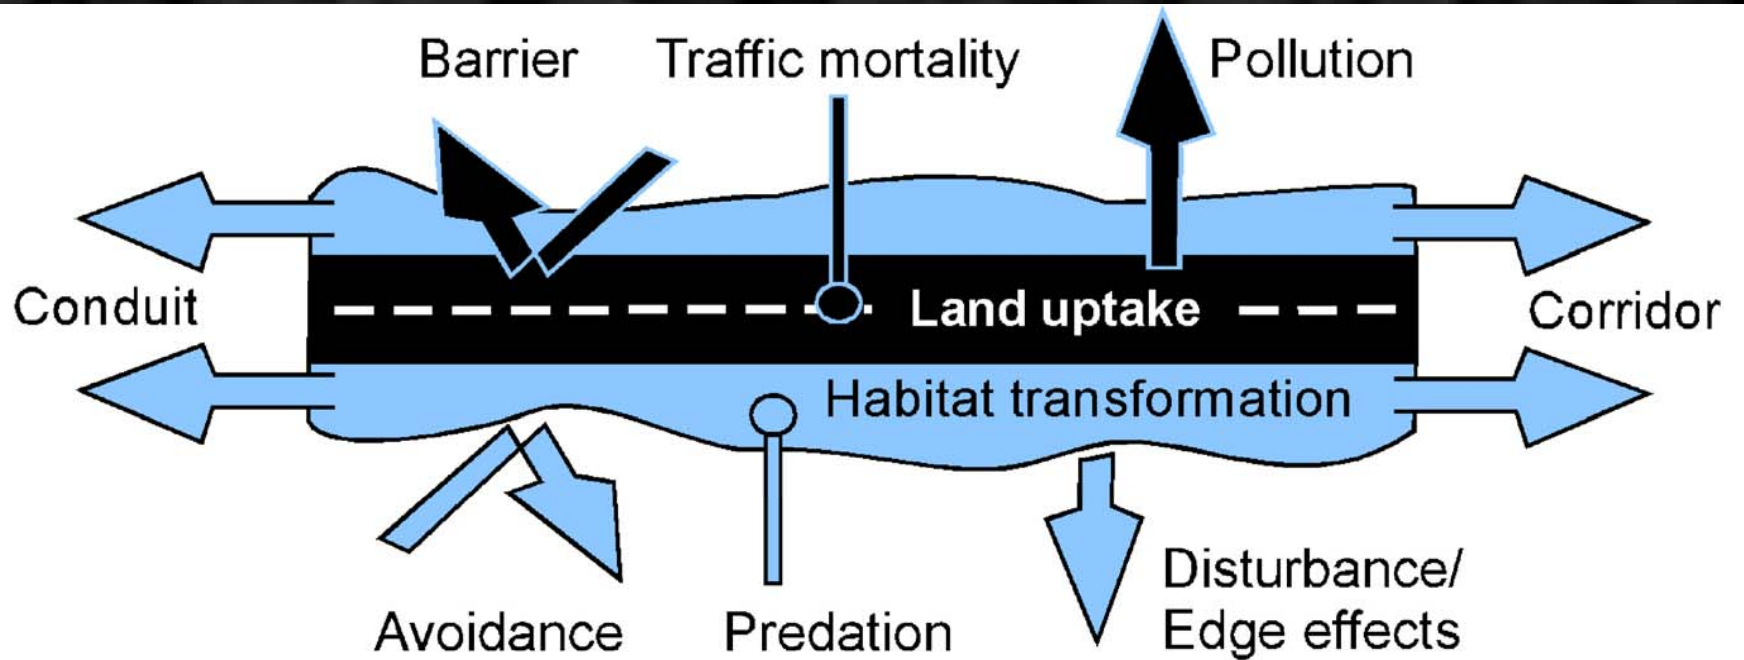 Barrier
Traffic mortality
Pollution
Conduit
Land uptake
Corridor
Habitat transformation
Avoidance
Predation
Disturbance/
Edge effects